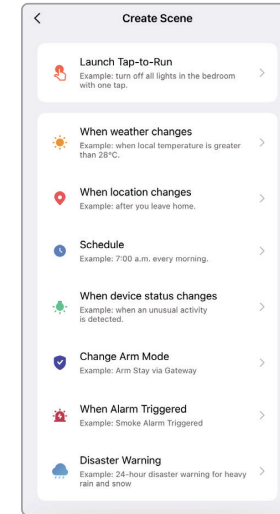 Create Scene
Launch Tap-to-Run
Example: turn off all lights in the bedroom
with one tap.
When weather changes
Example: when local temperature is greater
than 28°C.
When location changes
Example: after you leave home.
Schedule
Example: 7:00 a.m. every morning.
When device status changes
Example: when an unusual activity
is detected.
Change Arm Mode
Example: Arm Stay via Gateway
When Alarm Triggered
Example: Smoke Alarm Triggered
Disaster Warning
Example: 24-hour disaster warning for heavy
rain and snow